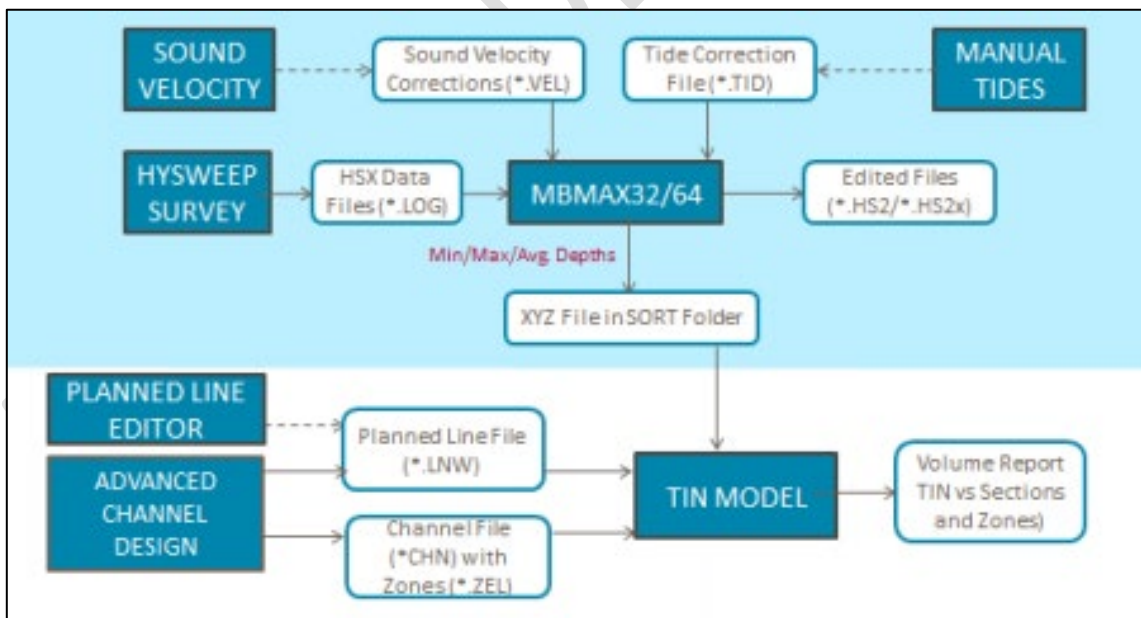 SOUND
VELOCITY
Sound Velocity
Corrections (*.VEL)
Tide Correction
File (*.TID)
MANUAL
TIDES
HYSWEEP
SURVEY
HSX Data
Files (*.LOG)
MBMAX32/64
Edited Files
(*.HS2/*.HS2x)
Min/Max/Avg. Depths
XYZ File in SORT Folder
PLANNED LINE
EDITOR
ADVANCED
CHANNEL
DESIGN
Planned Line File
(*.LNW)
Channel File
(*CHN) with
Zones (*.ZEL)
TIN MODEL
Volume Report
TIN vs Sections
and Zones)